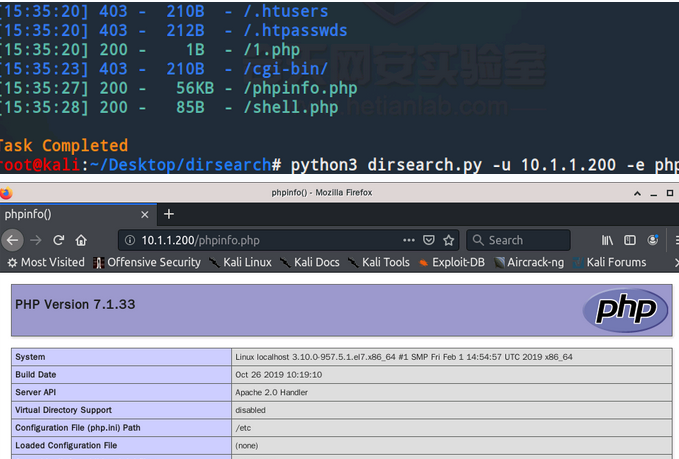 [15:35:20] 403 - 210B - /.htusers
[15:35:20] 403 - 212B - /.htpasswds
[15:35:20] 200 - 1B - /1.php
[15:35:23] 403 - 210B - /cgi-bin/
[15:35:27] 200 - 56KB - /phpinfo.php
[15:35:28] 200 - 85B - /shell.php
网安实验室
hetianlab.com
Task Completed
root@kali:~/Desktop/dirsearch# python3 dirsearch.py -u 10.1.1.200 -e php
phpinfo() - Mozilla Firefox
phpinfo()
10.1.1.200/phpinfo.php
Search
Most Visited Offensive Security Kali Linux Kali Docs Kali Tools Exploit-DB Aircrack-ng Kali Forums
PHP Version 7.1.33
php
System Linux localhost 3.10.0-957.5.1.el7.x86_64 #1 SMP Fri Feb 1 14:54:57 UTC 2019 x86_64
Build Date Oct 26 2019 10:19:10
Server API Apache 2.0 Handler
Virtual Directory Support disabled
Configuration File (php.ini) Path /etc
Loaded Configuration File (none)